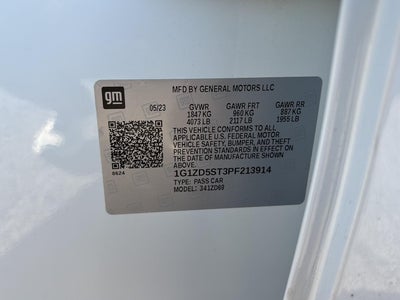 gm
MFD BY GENERAL MOTORS LLC
05/23 GVWR GAWR FRT GAWR RR
1847 KG 960 KG 887 KG
4073 LB 2117 LB 1955 LB
THIS VEHICLE CONFORMS TO ALL
APPLICABLE U.S. FEDERAL MOTOR
VEHICLE SAFETY, BUMPER, AND THEFT
PREVENTION STANDARDS IN EFFECT ON
THE DATE OF MANUFACTURE SHOWN
ABOVE.
8624
1G1ZD5ST3PF213914
TYPE: PASS CAR
MODEL: 341ZD69